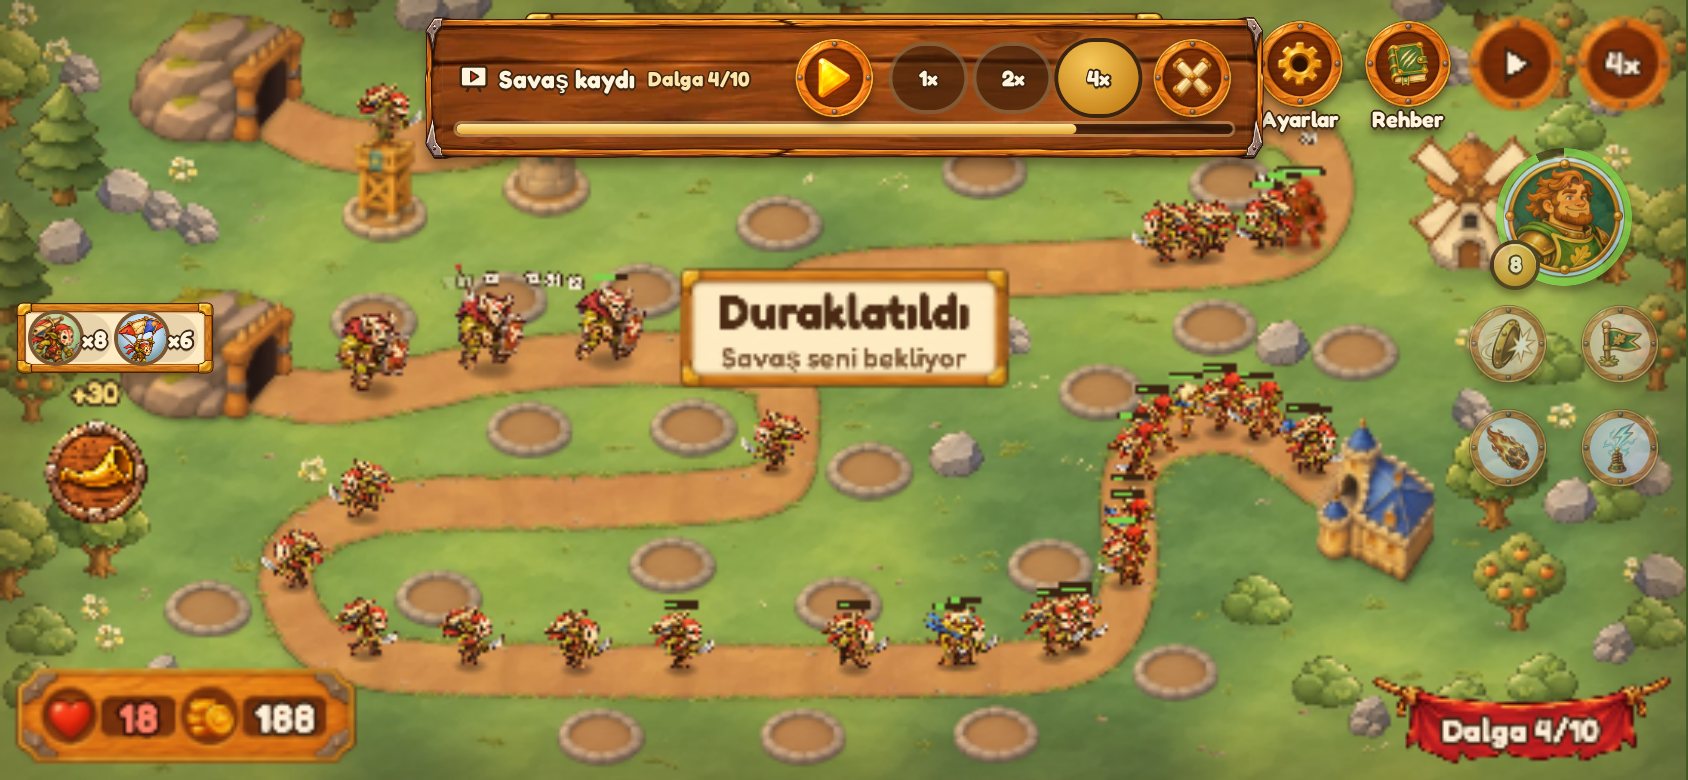 Savaş kaydı Dalga 4/10
1x
2x
4x
4x
Ayarlar
Rehber
8
Duraklatıldı
Savaş seni bekliyor
x8
x6
+30
18
188
Dalga 4/10